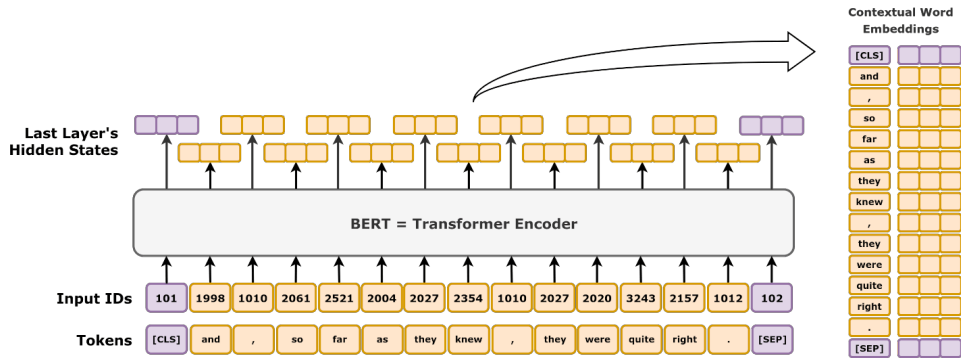 Contextual Word
Embeddings
[CLS]
and
,
so
far
as
they
knew
,
they
were
quite
right
.
[SEP]
Last Layer's
Hidden States
BERT = Transformer Encoder
Input IDs 101 1998 1010 2061 2521 2004 2027 2354 1010 2027 2020 3243 2157 1012 102
Tokens [CLS] and , so far as they knew , they were quite right . [SEP]